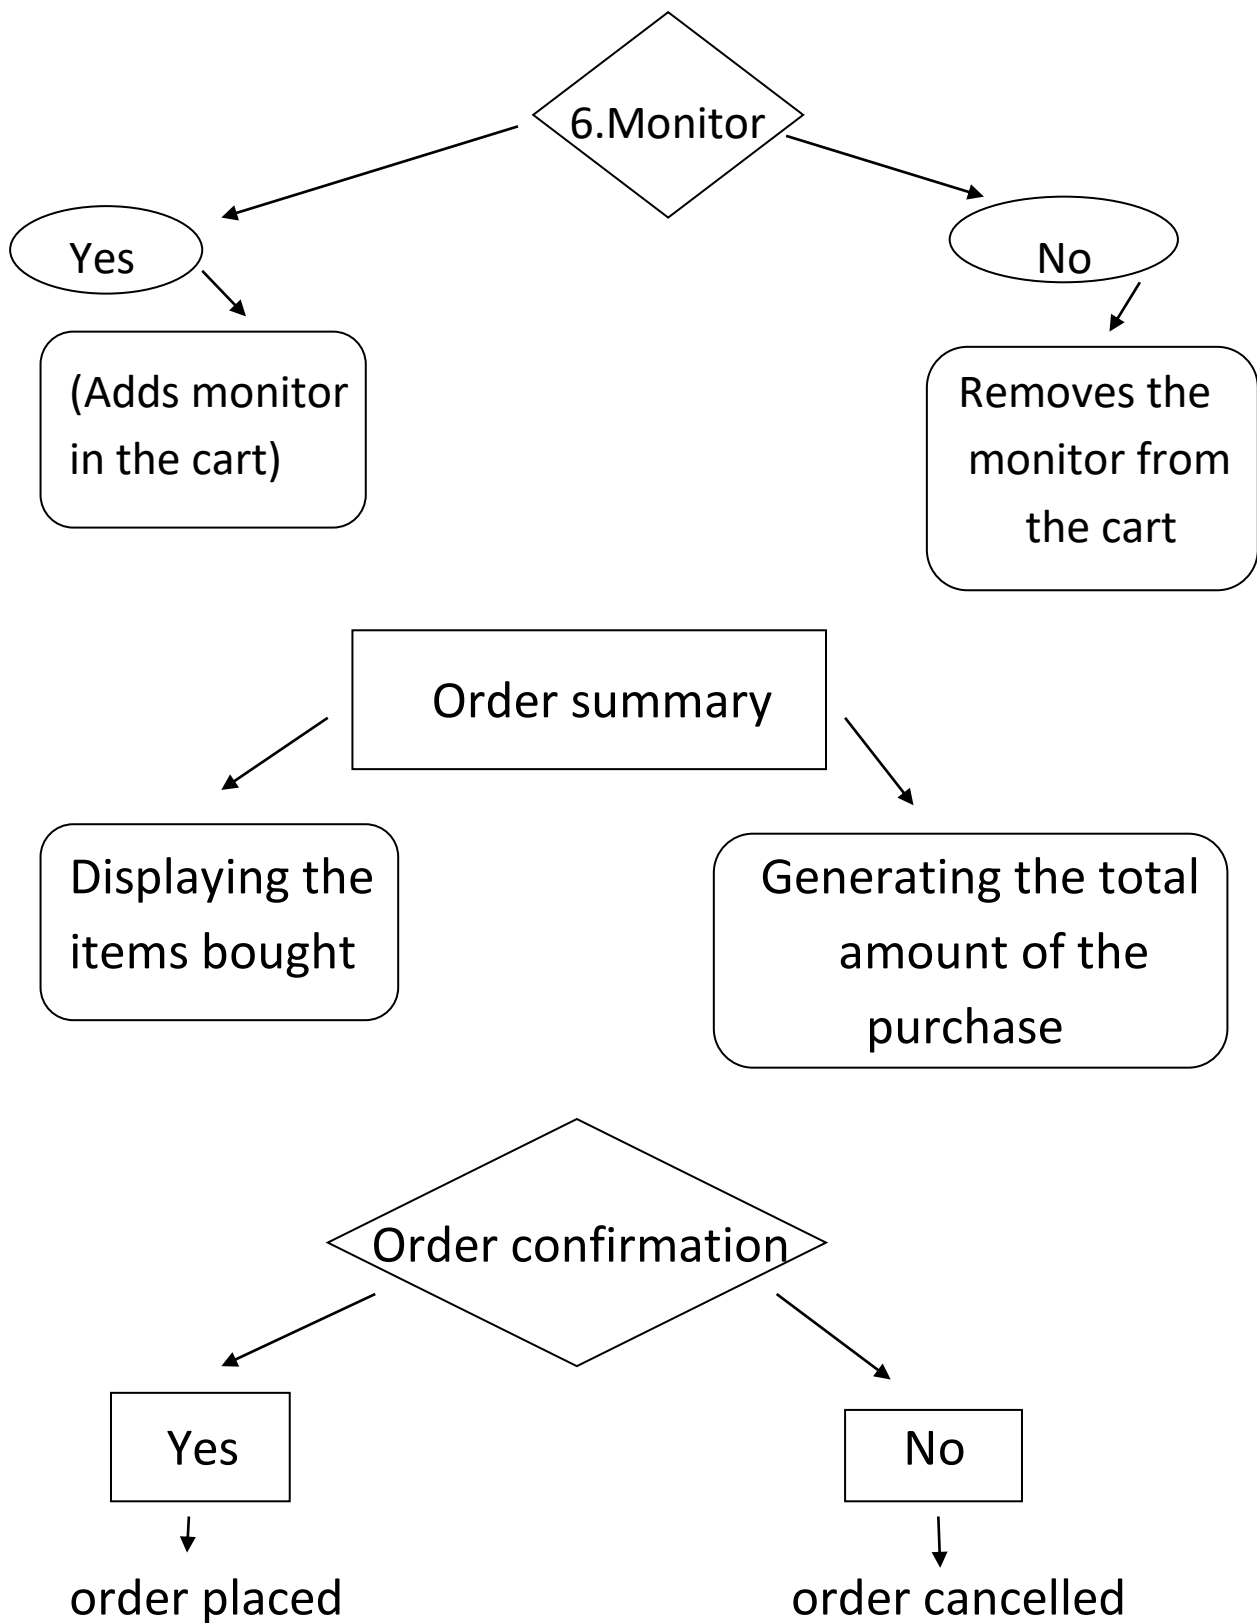 6.Monitor
Yes
No
(Adds monitor
in the cart)
Removes the
monitor from
the cart
Order summary
Displaying the
items bought
Generating the total
amount of the
purchase
Order confirmation
Yes
No
order placed
order cancelled